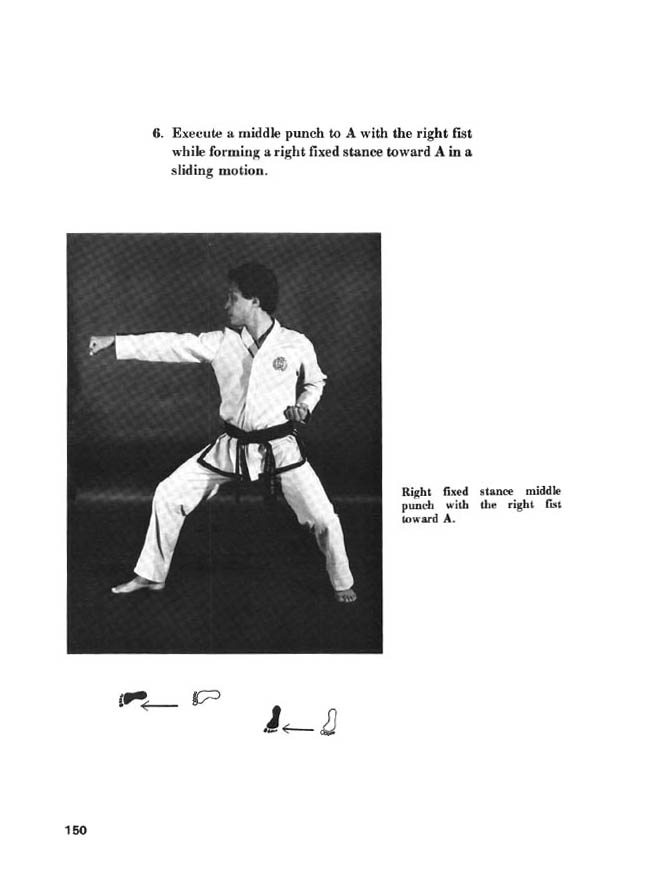 6. Execute a middle punch to A with the right fist
while forming a right fixed stance toward A in a
sliding motion.
Right fixed stance middle
punch with the right fist
toward A.
150